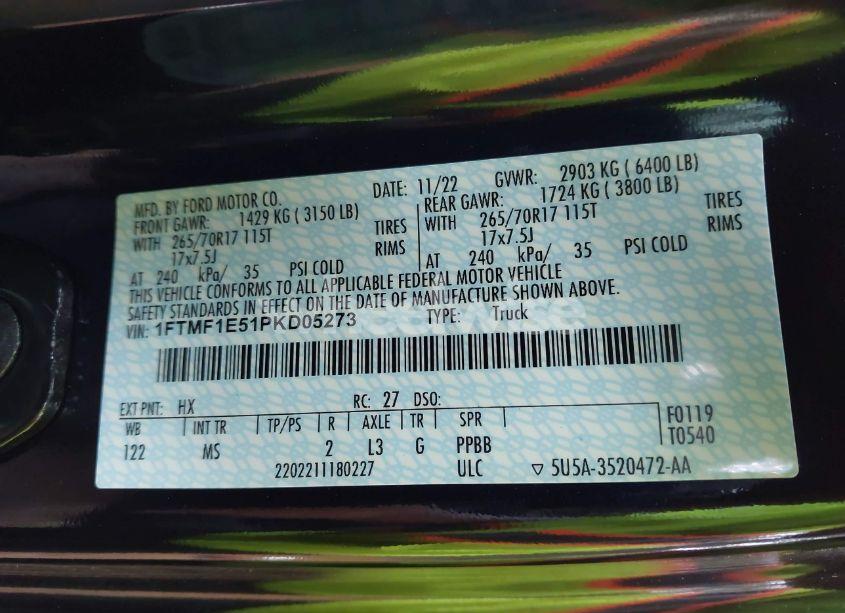 MFD. BY FORD MOTOR CO. DATE: 11/22 GVWR: 2903 KG ( 6400 LB)
FRONT GAWR: 1429 KG ( 3150 LB) REAR GAWR: 1724 KG ( 3800 LB)
WITH 265/70R17 115T TIRES WITH 265/70R17 115T TIRES
17x7.5J RIMS 17x7.5J RIMS
AT 240 kPa/ 35 PSI COLD AT 240 kPa/ 35 PSI COLD
THIS VEHICLE CONFORMS TO ALL APPLICABLE FEDERAL MOTOR VEHICLE
SAFETY STANDARDS IN EFFECT ON THE DATE OF MANUFACTURE SHOWN ABOVE.
VIN: 1FTMF1E51PKD05273 TYPE: Truck
EXT PNT: HX RC: 27 DSO:
WB INT TR TP/PS R AXLE TR SPR F0119
122 MS 2 L3 G PPBB T0540
2202211180227 ULC ▽ 5U5A-3520472-AA